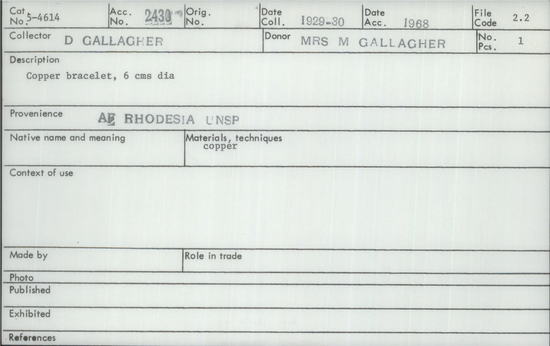 Cat. No. 5-4614 Acc. No. 2430 Orig. No. Date Coll. 1929-30 Date Acc. 1968 File Code 2.2
Collector D GALLAGHER Donor MRS M GALLAGHER No. Pcs. 1
Description
Copper bracelet, 6 cms dia
Provenience AF RHODESIA UNSP
Native name and meaning Materials, techniques
copper
Context of use
Made by Role in trade
Photo
Published
Exhibited
References